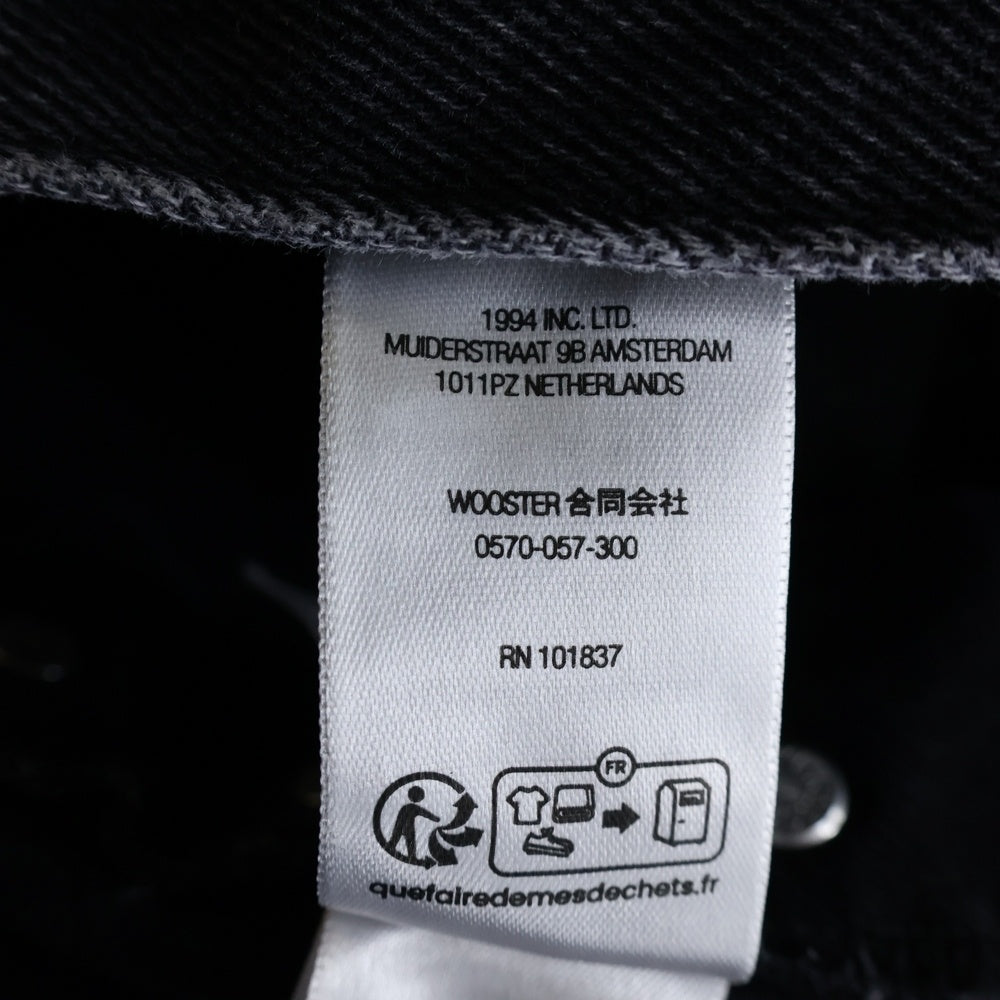 1994 INC. LTD.
MUIDERSTRAAT 9B AMSTERDAM
1011PZ NETHERLANDS
WOOSTER 合同会社
0570-057-300
RN 101837
FR
quefairedemesdechets.fr